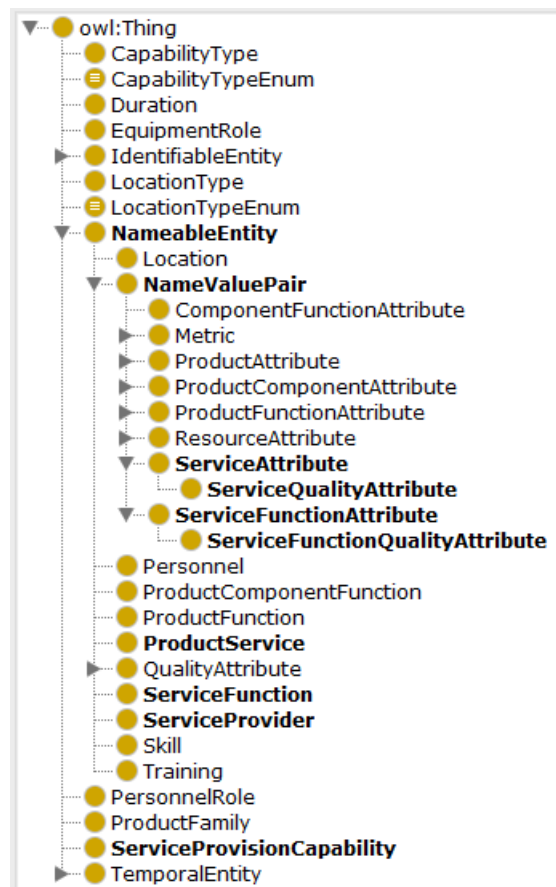 owl:Thing
CapabilityType
CapabilityTypeEnum
Duration
EquipmentRole
IdentifiableEntity
LocationType
LocationTypeEnum
NameableEntity
Location
NameValuePair
ComponentFunctionAttribute
Metric
ProductAttribute
ProductComponentAttribute
ProductFunctionAttribute
ResourceAttribute
ServiceAttribute
ServiceQualityAttribute
ServiceFunctionAttribute
ServiceFunctionQualityAttribute
Personnel
ProductComponentFunction
ProductFunction
ProductService
QualityAttribute
ServiceFunction
ServiceProvider
Skill
Training
PersonnelRole
ProductFamily
ServiceProvisionCapability
TemporalEntity